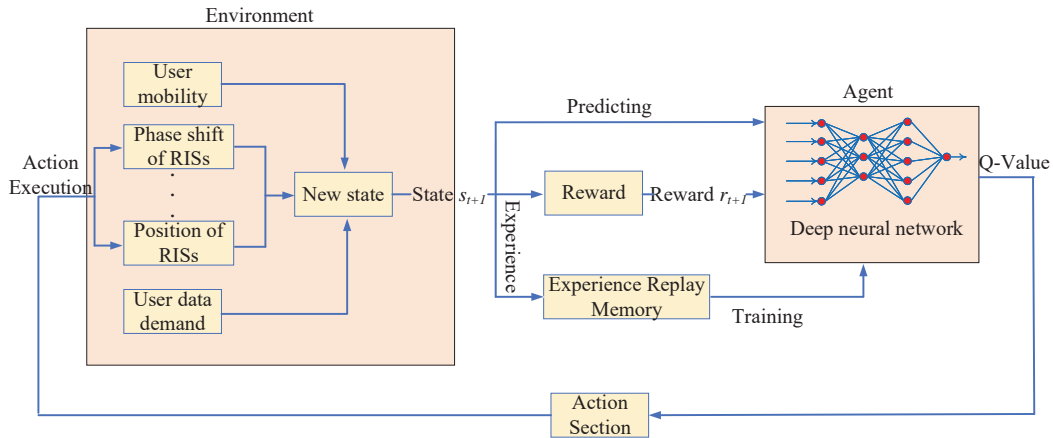 Environment
User
mobility
Phase shift
of RISs
Action
Execution
.
.
.
Position of
RISs
User data
demand
New state
State s_{t+1}
Predicting
Reward
Reward r_{t+1}
Experience
Experience Replay
Memory
Training
Agent
Deep neural network
Q-Value
Action
Section